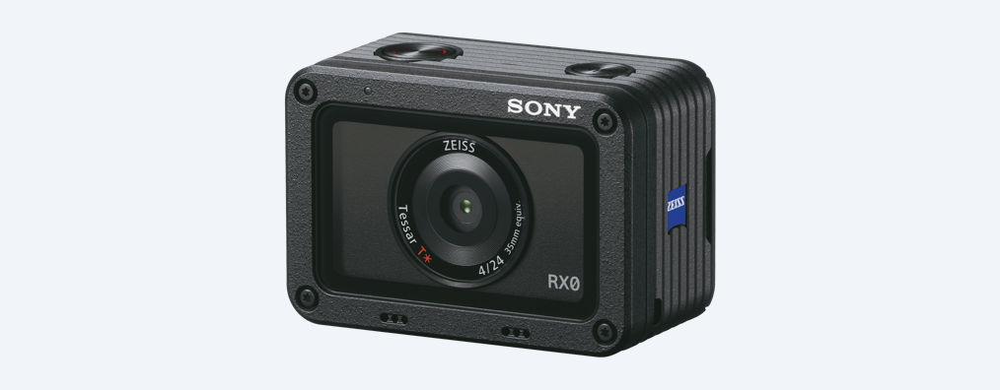 SONY
ZEISS
Tessar T*
4/24 35mm equiv.
RX0
ZEISS